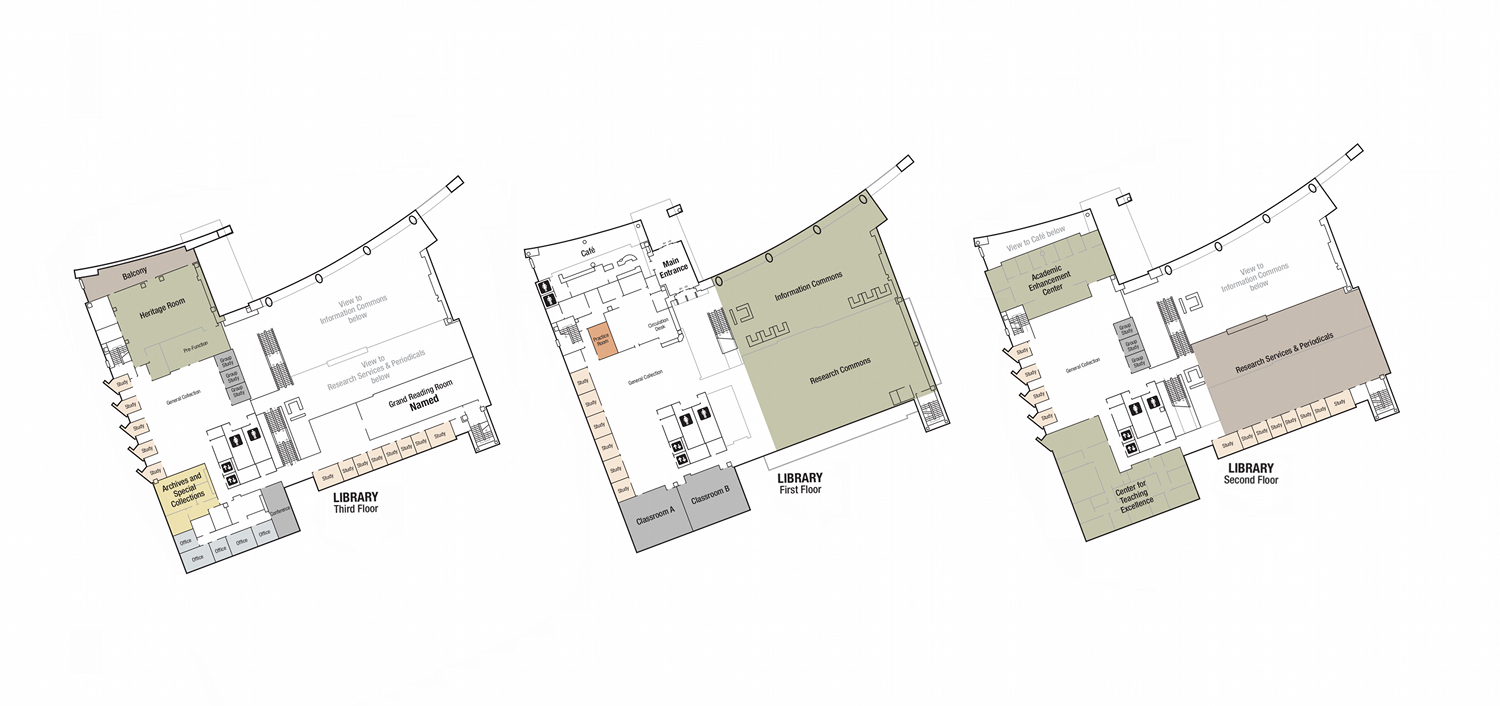 Balcony
Heritage Room
Pre-Function
Group
Study
Group
Study
Group
Study
Study
Study
Study
Study
Study
General Collection
View to
Information Commons
below
View to
Research Services & Periodicals
below
Grand Reading Room
Named
Study
Study
Study
Study
Study
Study
Study
Study
Archives and
Special
Collections
Conference
Office
Office
Office
Office
Office
LIBRARY
Third Floor
Café
Main
Entrance
Practice
Room
Circulation
Desk
General Collection
Information Commons
Research Commons
Study
Study
Study
Study
Study
Study
Classroom A
Classroom B
LIBRARY
First Floor
View to Café below
Academic
Enhancement
Center
Group
Study
Group
Study
Group
Study
General Collection
Study
Study
Study
Study
View to
Information Commons
below
Research Services & Periodicals
Study
Study
Study
Study
Study
Study
Study
Study
Center for
Teaching
Excellence
LIBRARY
Second Floor